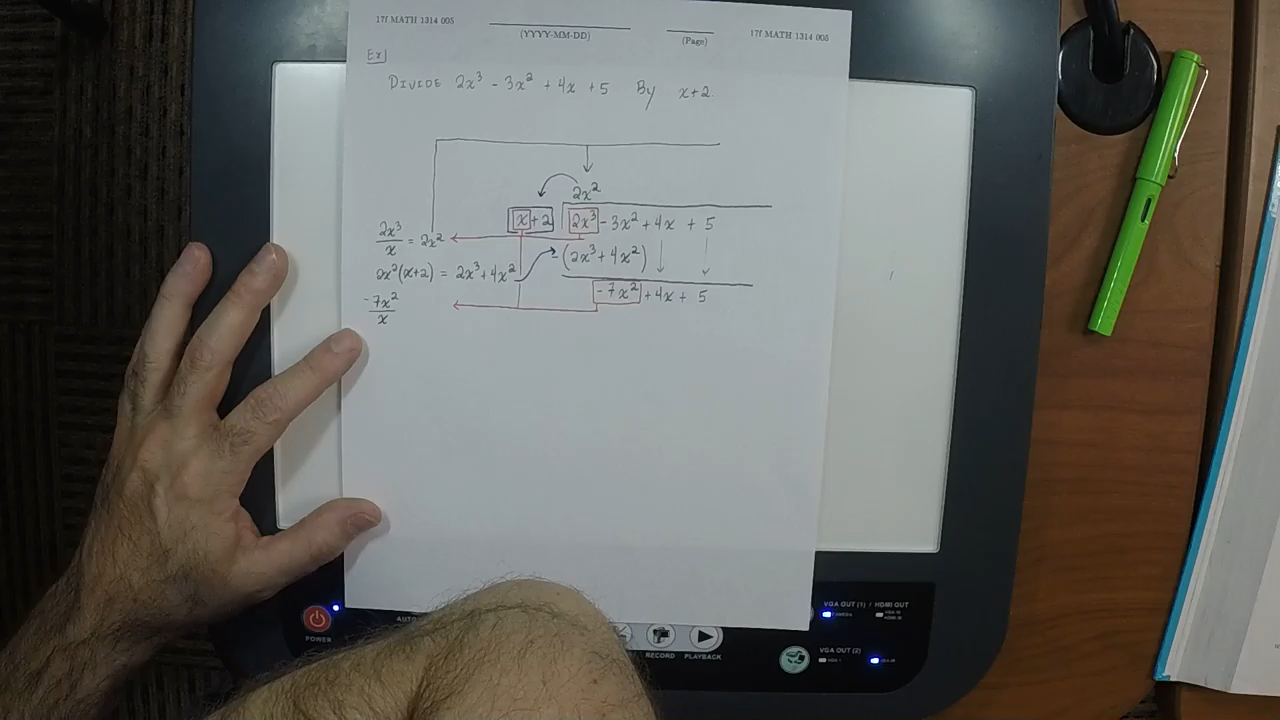 17f MATH 1314 005
(YYYY-MM-DD)
(Page)
17f MATH 1314 005
Ex1
DIVIDE 2x³ - 3x² + 4x + 5 By x+2.
2x²
x+2 2x³ - 3x² + 4x + 5
2x³/x = 2x²
2x²(x+2) = 2x³+4x²
- (2x³ + 4x²)
-7x² + 4x + 5
-7x²/x
POWER
AUTO
RECORD
PLAYBACK
VGA OUT (1) / HDMI OUT
VGA OUT (2)